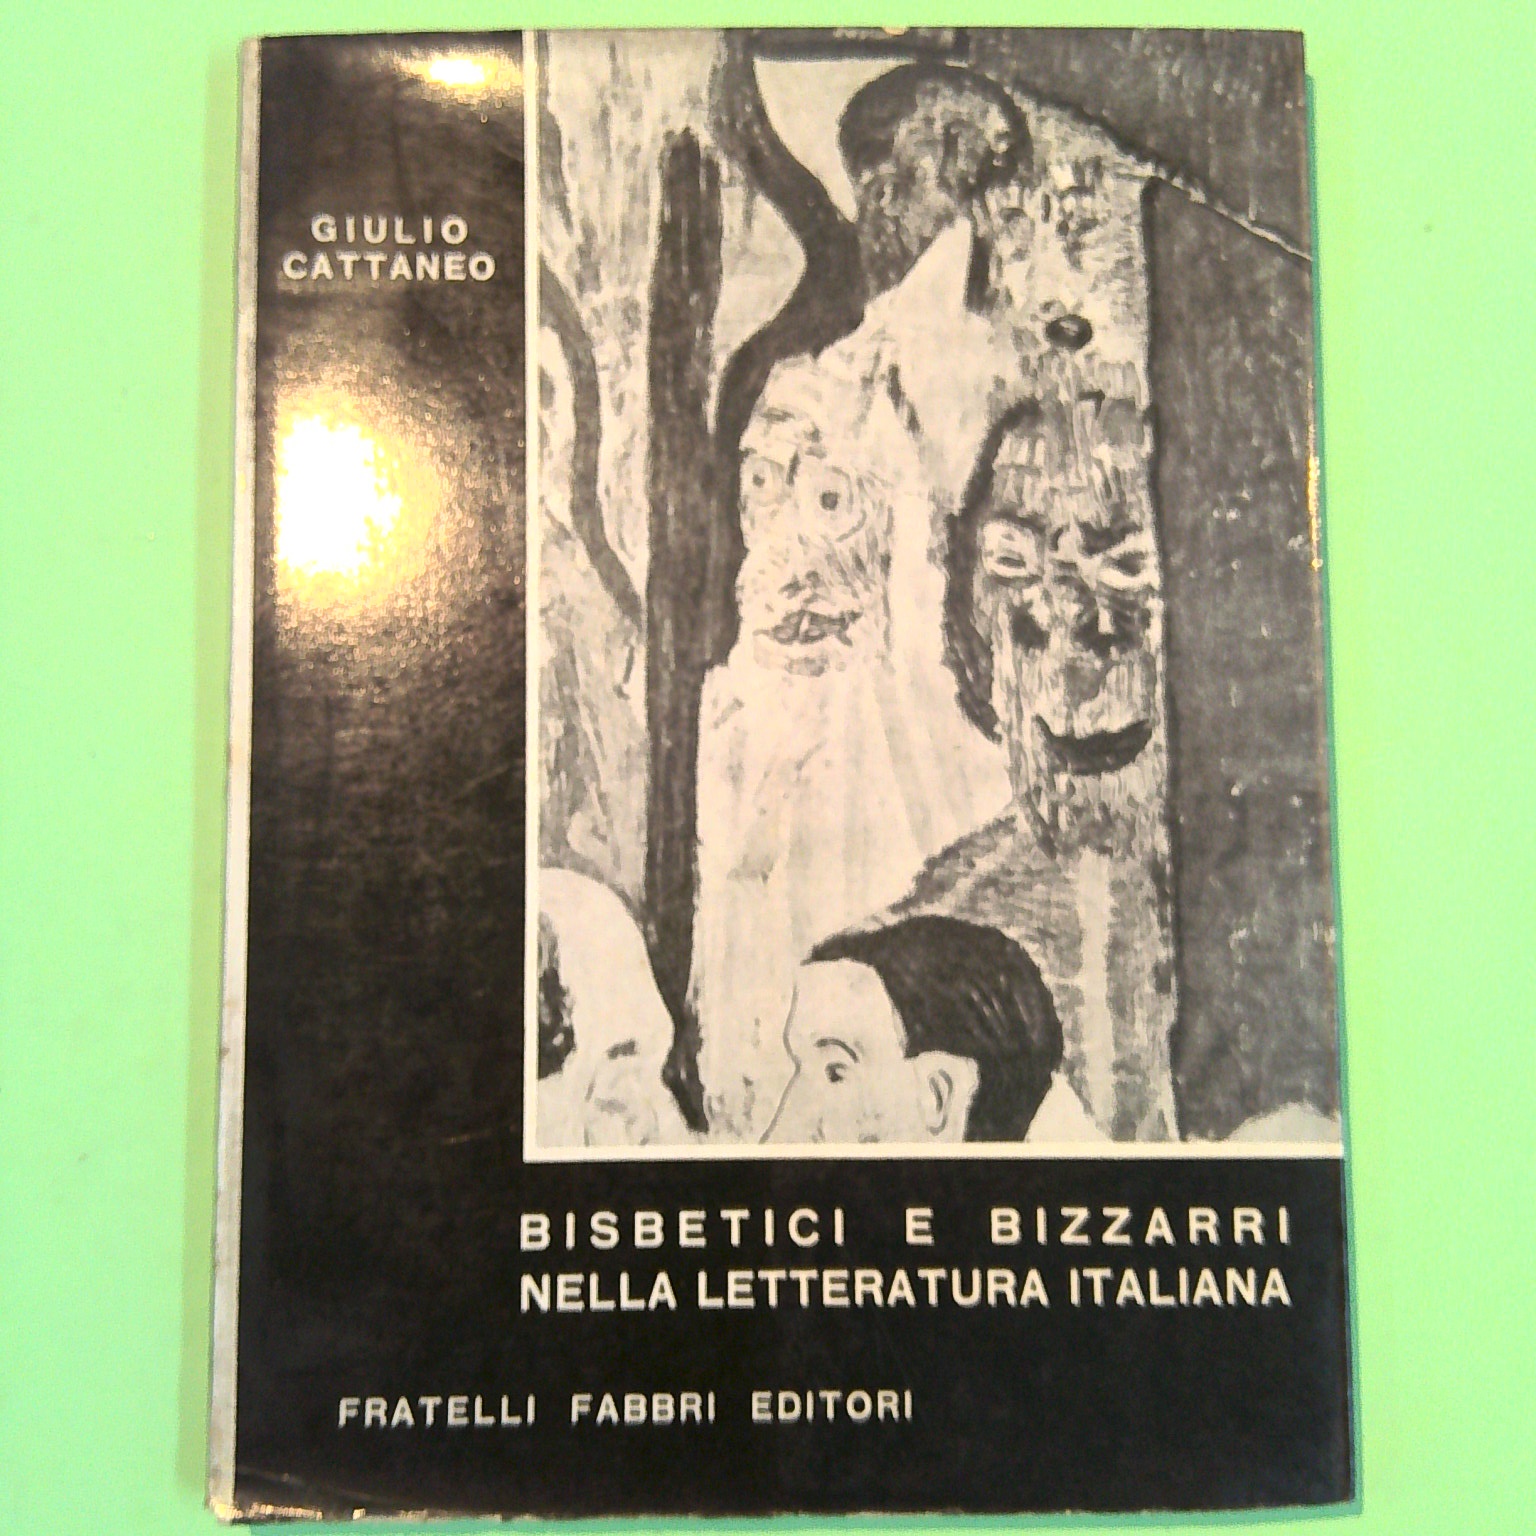 GIULIO
CATTANEO
BISBETICI E BIZZARRI
NELLA LETTERATURA ITALIANA
FRATELLI FABBRI EDITORI